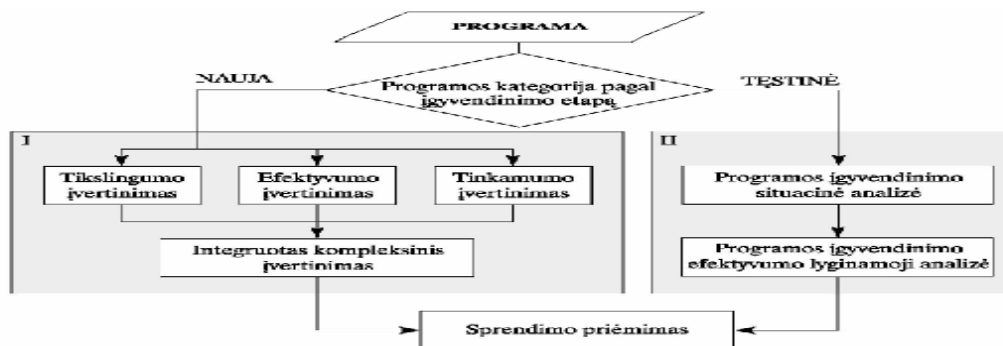 PROGRAMA
NAUJA
TĘSTINĖ
Programos kategorija pagal
įgyvendinimo etapą
I
II
Tikslingumo
įvertinimas
Efektyvumo
įvertinimas
Tinkamumo
įvertinimas
Programos įgyvendinimo
situacinė analizė
Integruotas kompleksinis
įvertinimas
Programos įgyvendinimo
efektyvumo lyginamoji analizė
Sprendimo priėmimas